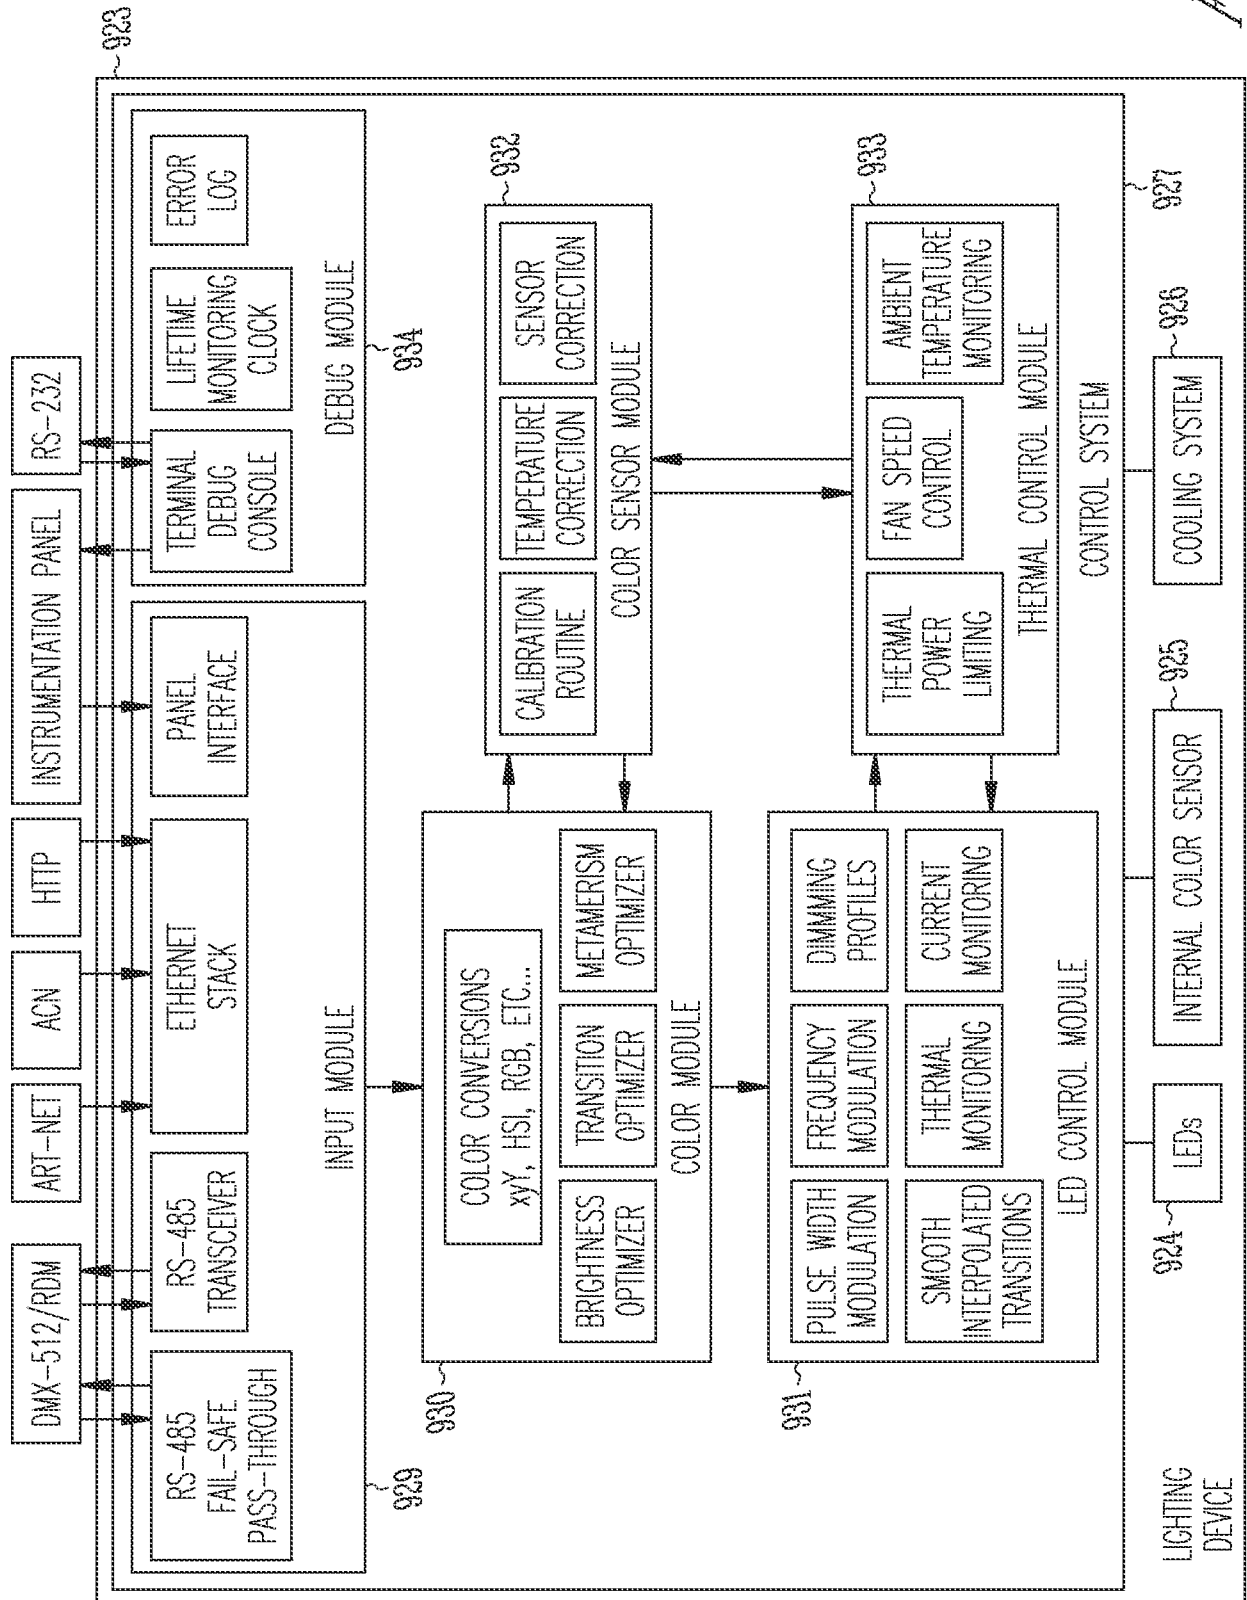 923
DMX-512/RDM
ART-NET
ACN
HTTP
INSTRUMENTATION PANEL
RS-232
RS-485
FAIL-SAFE
PASS-THROUGH
RS-485
TRANSCEIVER
ETHERNET
STACK
PANEL
INTERFACE
INPUT MODULE
929
TERMINAL
DEBUG
CONSOLE
LIFETIME
MONITORING
CLOCK
ERROR
LOG
DEBUG MODULE
934
930
COLOR CONVERSIONS
xyY, HSI, RGB, ETC...
BRIGHTNESS
OPTIMIZER
TRANSITION
OPTIMIZER
METAMERISM
OPTIMIZER
COLOR MODULE
932
CALIBRATION
ROUTINE
TEMPERATURE
CORRECTION
SENSOR
CORRECTION
COLOR SENSOR MODULE
931
PULSE WIDTH
MODULATION
FREQUENCY
MODULATION
DIMMMING
PROFILES
SMOOTH
INTERPOLATED
TRANSITIONS
THERMAL
MONITORING
CURRENT
MONITORING
LED CONTROL MODULE
933
THERMAL
POWER
LIMITING
FAN SPEED
CONTROL
AMBIENT
TEMPERATURE
MONITORING
THERMAL CONTROL MODULE
CONTROL SYSTEM
927
LIGHTING
DEVICE
924
LEDs
INTERNAL COLOR SENSOR
925
COOLING SYSTEM
926